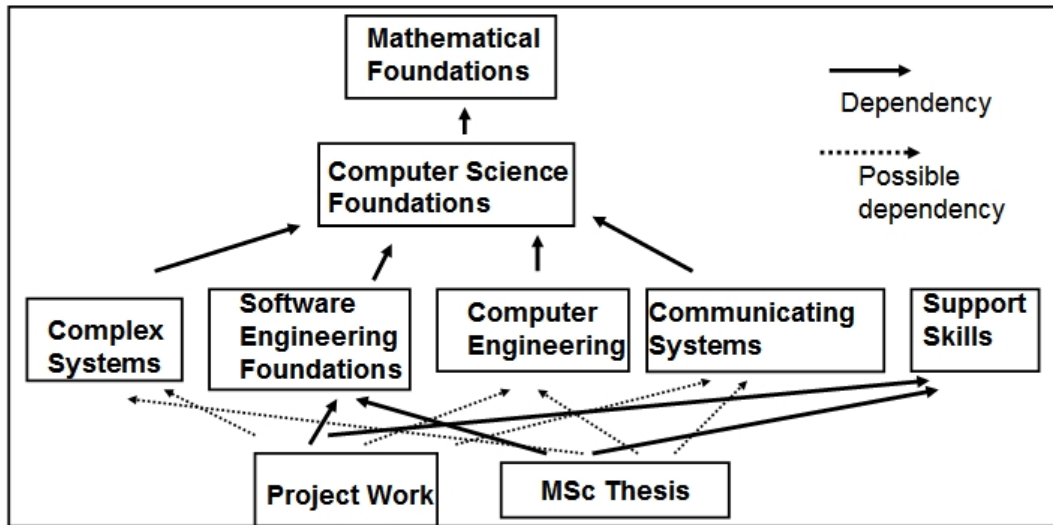 Mathematical
Foundations
Dependency
Computer Science
Foundations
Possible
dependency
Complex
Systems
Software
Engineering
Foundations
Computer
Engineering
Communicating
Systems
Support
Skills
Project Work
MSc Thesis